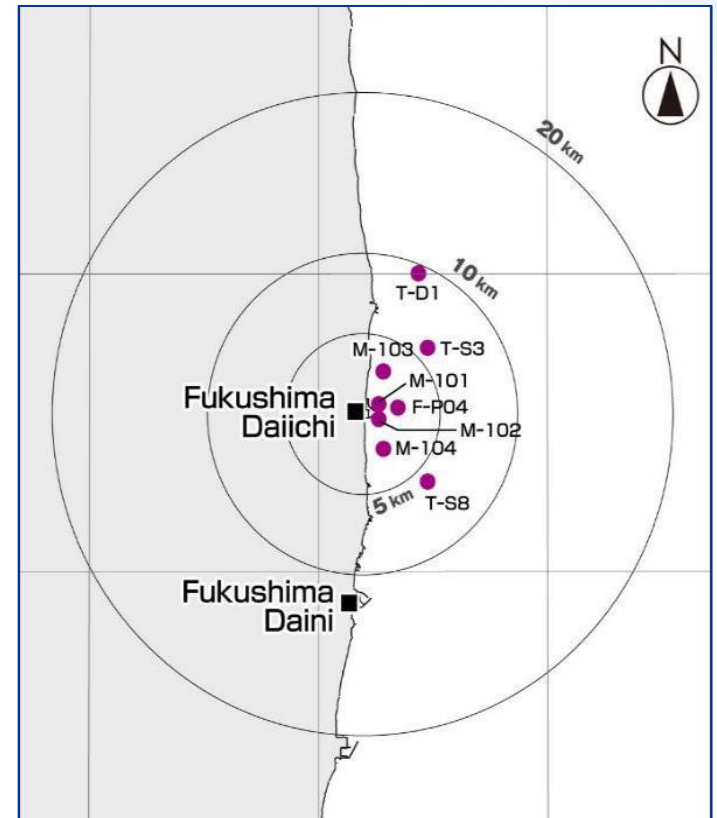 N
20 km
10 km
T-D1
M-103
T-S3
M-101
Fukushima
Daiichi
F-P04
M-102
M-104
5 km
T-S8
Fukushima
Daini